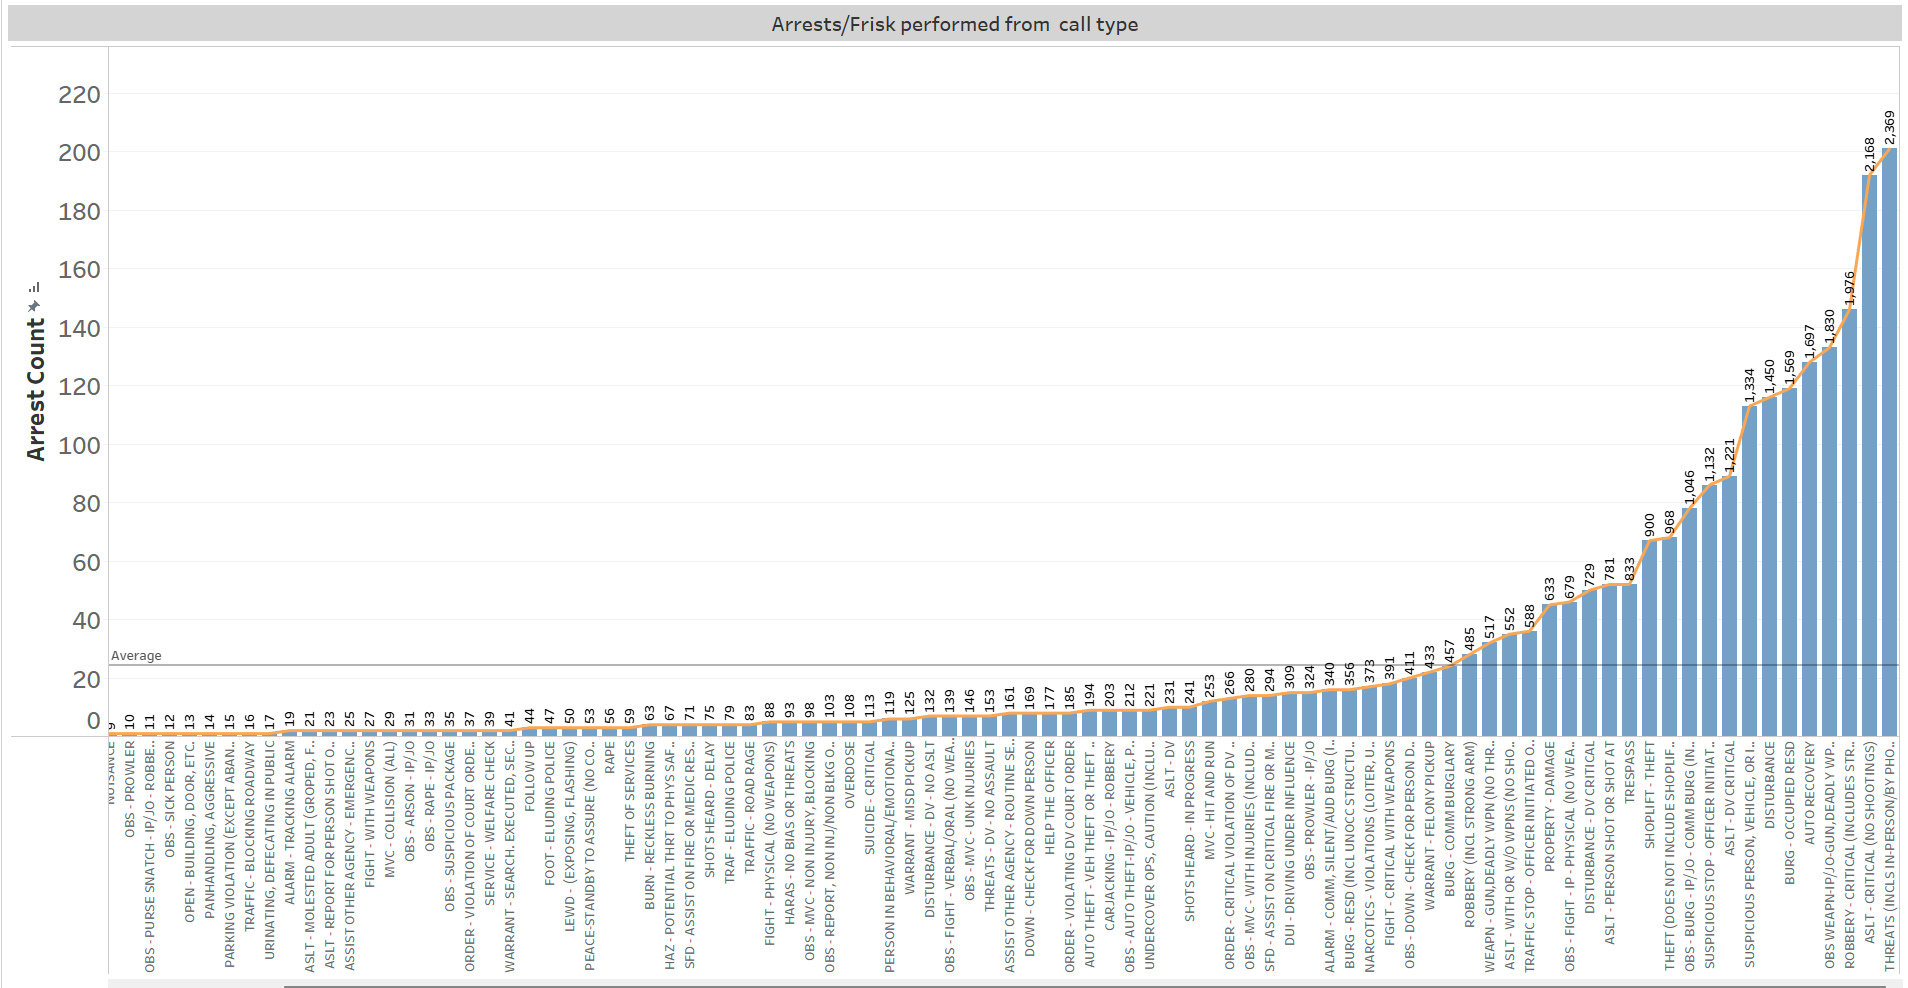 Arrests/Frisk performed from  call type
Arrest Count
220
200
180
160
140
120
100
80
60
40
20
0
Average
9
10
11
12
13
14
15
16
17
19
21
23
25
27
29
31
33
35
37
39
41
44
47
50
53
56
59
63
67
71
75
79
83
88
93
98
103
108
113
119
125
132
139
146
153
161
169
177
185
194
203
212
221
231
241
253
266
280
294
309
324
340
356
373
391
411
433
457
485
517
552
588
633
679
729
781
833
900
968
1,046
1,132
1,221
1,334
1,450
1,569
1,697
1,830
1,976
2,168
2,369
NUISANCE
OBS - PROWLER
OBS - PURSE SNATCH - IP/JO - ROBBE..
OBS - SICK PERSON
OPEN - BUILDING, DOOR, ETC.
PANHANDLING, AGGRESSIVE
PARKING VIOLATION (EXCEPT ABAN..
TRAFFIC - BLOCKING ROADWAY
URINATING, DEFECATING IN PUBLIC
ALARM - TRACKING ALARM
ASLT - MOLESTED ADULT (GROPED, F..
ASLT - REPORT FOR PERSON SHOT O..
ASSIST OTHER AGENCY - EMERGENC..
FIGHT - WITH WEAPONS
MVC - COLLISION (ALL)
OBS - ARSON - IP/JO
OBS - RAPE - IP/JO
OBS - SUSPICIOUS PACKAGE
ORDER - VIOLATION OF COURT ORDE..
SERVICE - WELFARE CHECK
WARRANT - SEARCH. EXECUTED, SEC..
FOLLOW UP
FOOT - ELUDING POLICE
LEWD - (EXPOSING, FLASHING)
PEACE-STANDBY TO ASSURE (NO CO..
RAPE
THEFT OF SERVICES
BURN - RECKLESS BURNING
HAZ - POTENTIAL THRT TO PHYS SAF..
SFD - ASSIST ON FIRE OR MEDIC RES..
SHOTS HEARD - DELAY
TRAF - ELUDING POLICE
TRAFFIC - ROAD RAGE
FIGHT - PHYSICAL (NO WEAPONS)
HARAS - NO BIAS OR THREATS
OBS - MVC - NON INJURY, BLOCKING
OBS - REPORT, NON INJ/NON BLKG O..
OVERDOSE
SUICIDE - CRITICAL
PERSON IN BEHAVIORAL/EMOTIONA..
WARRANT - MISD PICKUP
DISTURBANCE - DV - NO ASLT
OBS - FIGHT - VERBAL/ORAL (NO WEA..
OBS - MVC - UNK INJURIES
THREATS - DV - NO ASSAULT
ASSIST OTHER AGENCY - ROUTINE SE..
DOWN - CHECK FOR DOWN PERSON
HELP THE OFFICER
ORDER - VIOLATING DV COURT ORDER
AUTO THEFT - VEH THEFT OR THEFT ..
CARJACKING - IP/JO - ROBBERY
OBS - AUTO THEFT-IP/JO - VEHICLE, P..
UNDERCOVER OPS, CAUTION (INCLU..
ASLT - DV
SHOTS HEARD - IN PROGRESS
MVC - HIT AND RUN
ORDER - CRITICAL VIOLATION OF DV ..
OBS - MVC - WITH INJURIES (INCLUD..
SFD - ASSIST ON CRITICAL FIRE OR M..
DUI - DRIVING UNDER INFLUENCE
OBS - PROWLER - IP/JO
ALARM - COMM, SILENT/AUD BURG (I..
BURG - RESD (INCL UNOCC STRUCTU..
NARCOTICS - VIOLATIONS (LOITER, U..
FIGHT - CRITICAL WITH WEAPONS
OBS - DOWN - CHECK FOR PERSON D..
WARRANT - FELONY PICKUP
BURG - COMM BURGLARY
ROBBERY (INCL STRONG ARM)
WEAPN - GUN,DEADLY WPN (NO THR..
ASLT - WITH OR W/O WPNS (NO SHO..
TRAFFIC STOP - OFFICER INITIATED O..
PROPERTY - DAMAGE
OBS - FIGHT - IP - PHYSICAL (NO WEA..
DISTURBANCE - DV CRITICAL
ASLT - PERSON SHOT OR SHOT AT
TRESPASS
SHOPLIFT - THEFT
THEFT (DOES NOT INCLUDE SHOPLIF..
OBS - BURG - IP/JO - COMM BURG (IN..
SUSPICIOUS STOP - OFFICER INITIAT..
ASLT - DV CRITICAL
SUSPICIOUS PERSON, VEHICLE, OR I..
DISTURBANCE
BURG - OCCUPIED RESD
AUTO RECOVERY
OBS WEAPN-IP/JO-GUN,DEADLY WP..
ROBBERY - CRITICAL (INCLUDES STR..
ASLT - CRITICAL (NO SHOOTINGS)
THREATS (INCLS IN-PERSON/BY PHO..